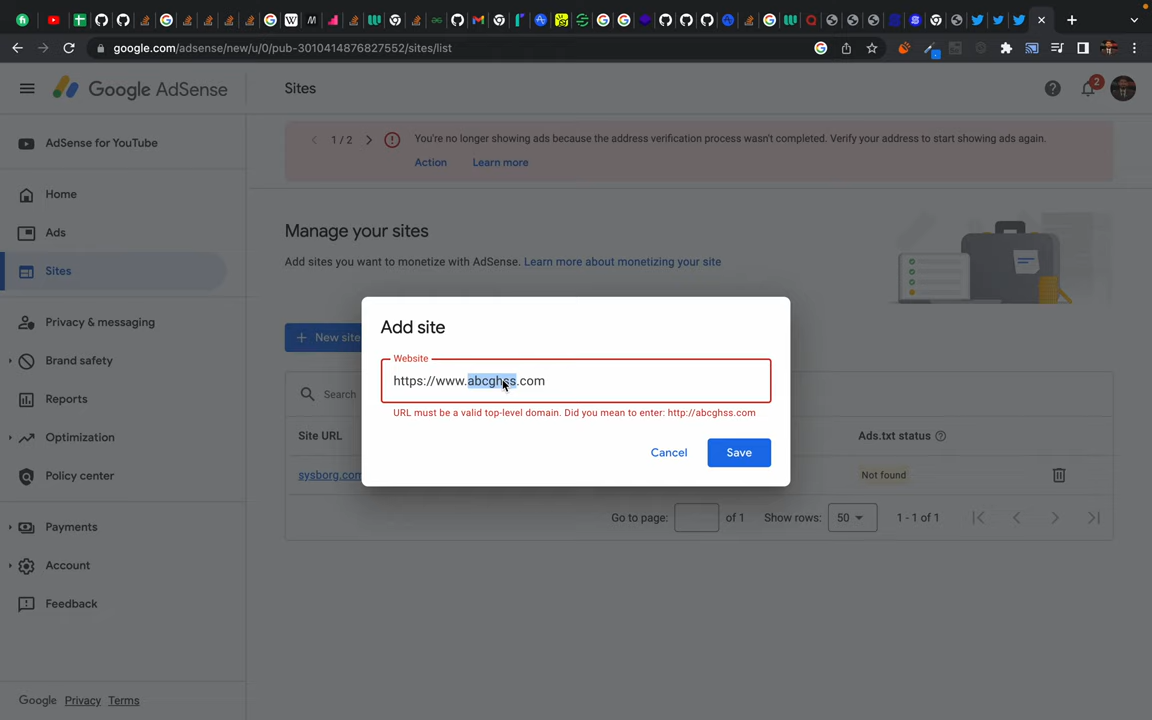 google.com/adsense/new/u/0/pub-3010414876827552/sites/list
Google AdSense
Sites
2
AdSense for YouTube
1 / 2
You're no longer showing ads because the address verification process wasn't completed. Verify your address to start showing ads again.
Action Learn more
Home
Ads
Sites
Privacy & messaging
Brand safety
Reports
Optimization
Policy center
Payments
Account
Feedback
Google Privacy Terms
Manage your sites
Add sites you want to monetize with AdSense. Learn more about monetizing your site
+ New site
Search
Site URL
Ads.txt status
sysborg.com
Not found
Go to page: of 1 Show rows: 50 1 - 1 of 1
Add site
Website
https://www.abcghss.com
URL must be a valid top-level domain. Did you mean to enter: http://abcghss.com
Cancel Save